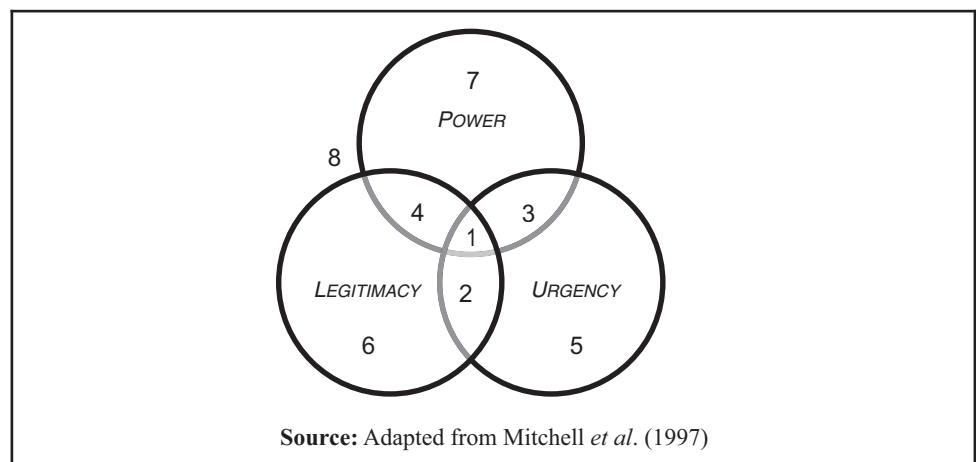 7
POWER
8
4
3
1
LEGITIMACY
2
URGENCY
6
5
Source: Adapted from Mitchell et al. (1997)